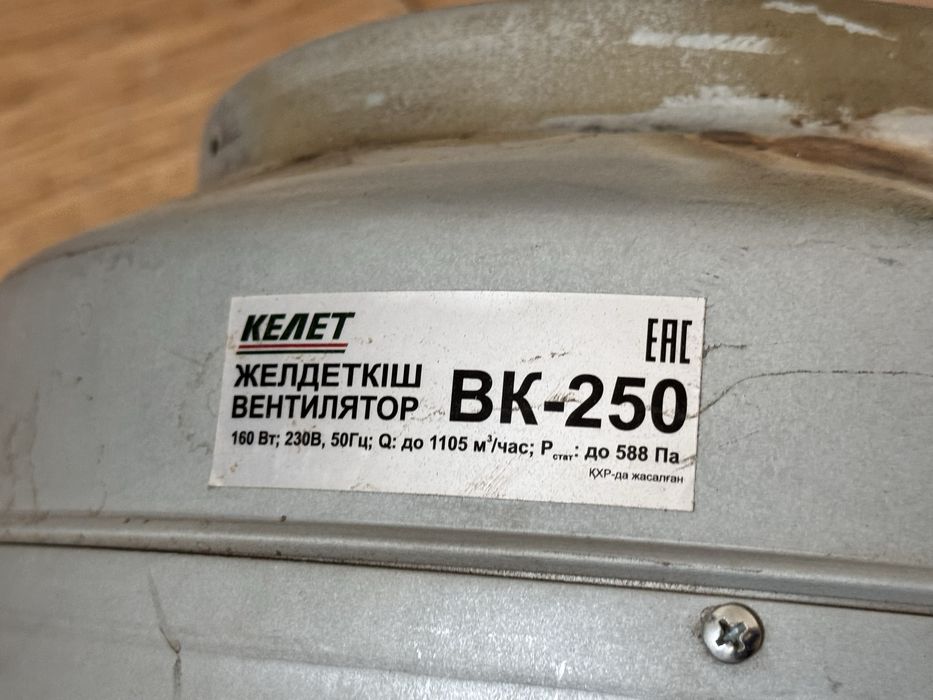 КЕЛЕТ
EAC
ЖЕЛДЕТКІШ
ВЕНТИЛЯТОР
ВК-250
160 Вт; 230В, 50Гц; Q: до 1105 м³/час; Pстат: до 588 Па
ҚХР-да жасалған